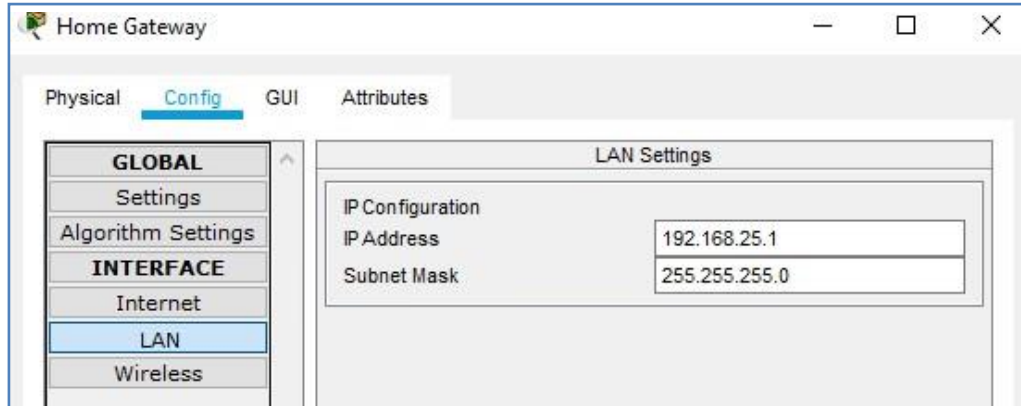 Home Gateway
Physical Config GUI Attributes
GLOBAL
Settings
Algorithm Settings
INTERFACE
Internet
LAN
Wireless
LAN Settings
IP Configuration
IP Address 192.168.25.1
Subnet Mask 255.255.255.0